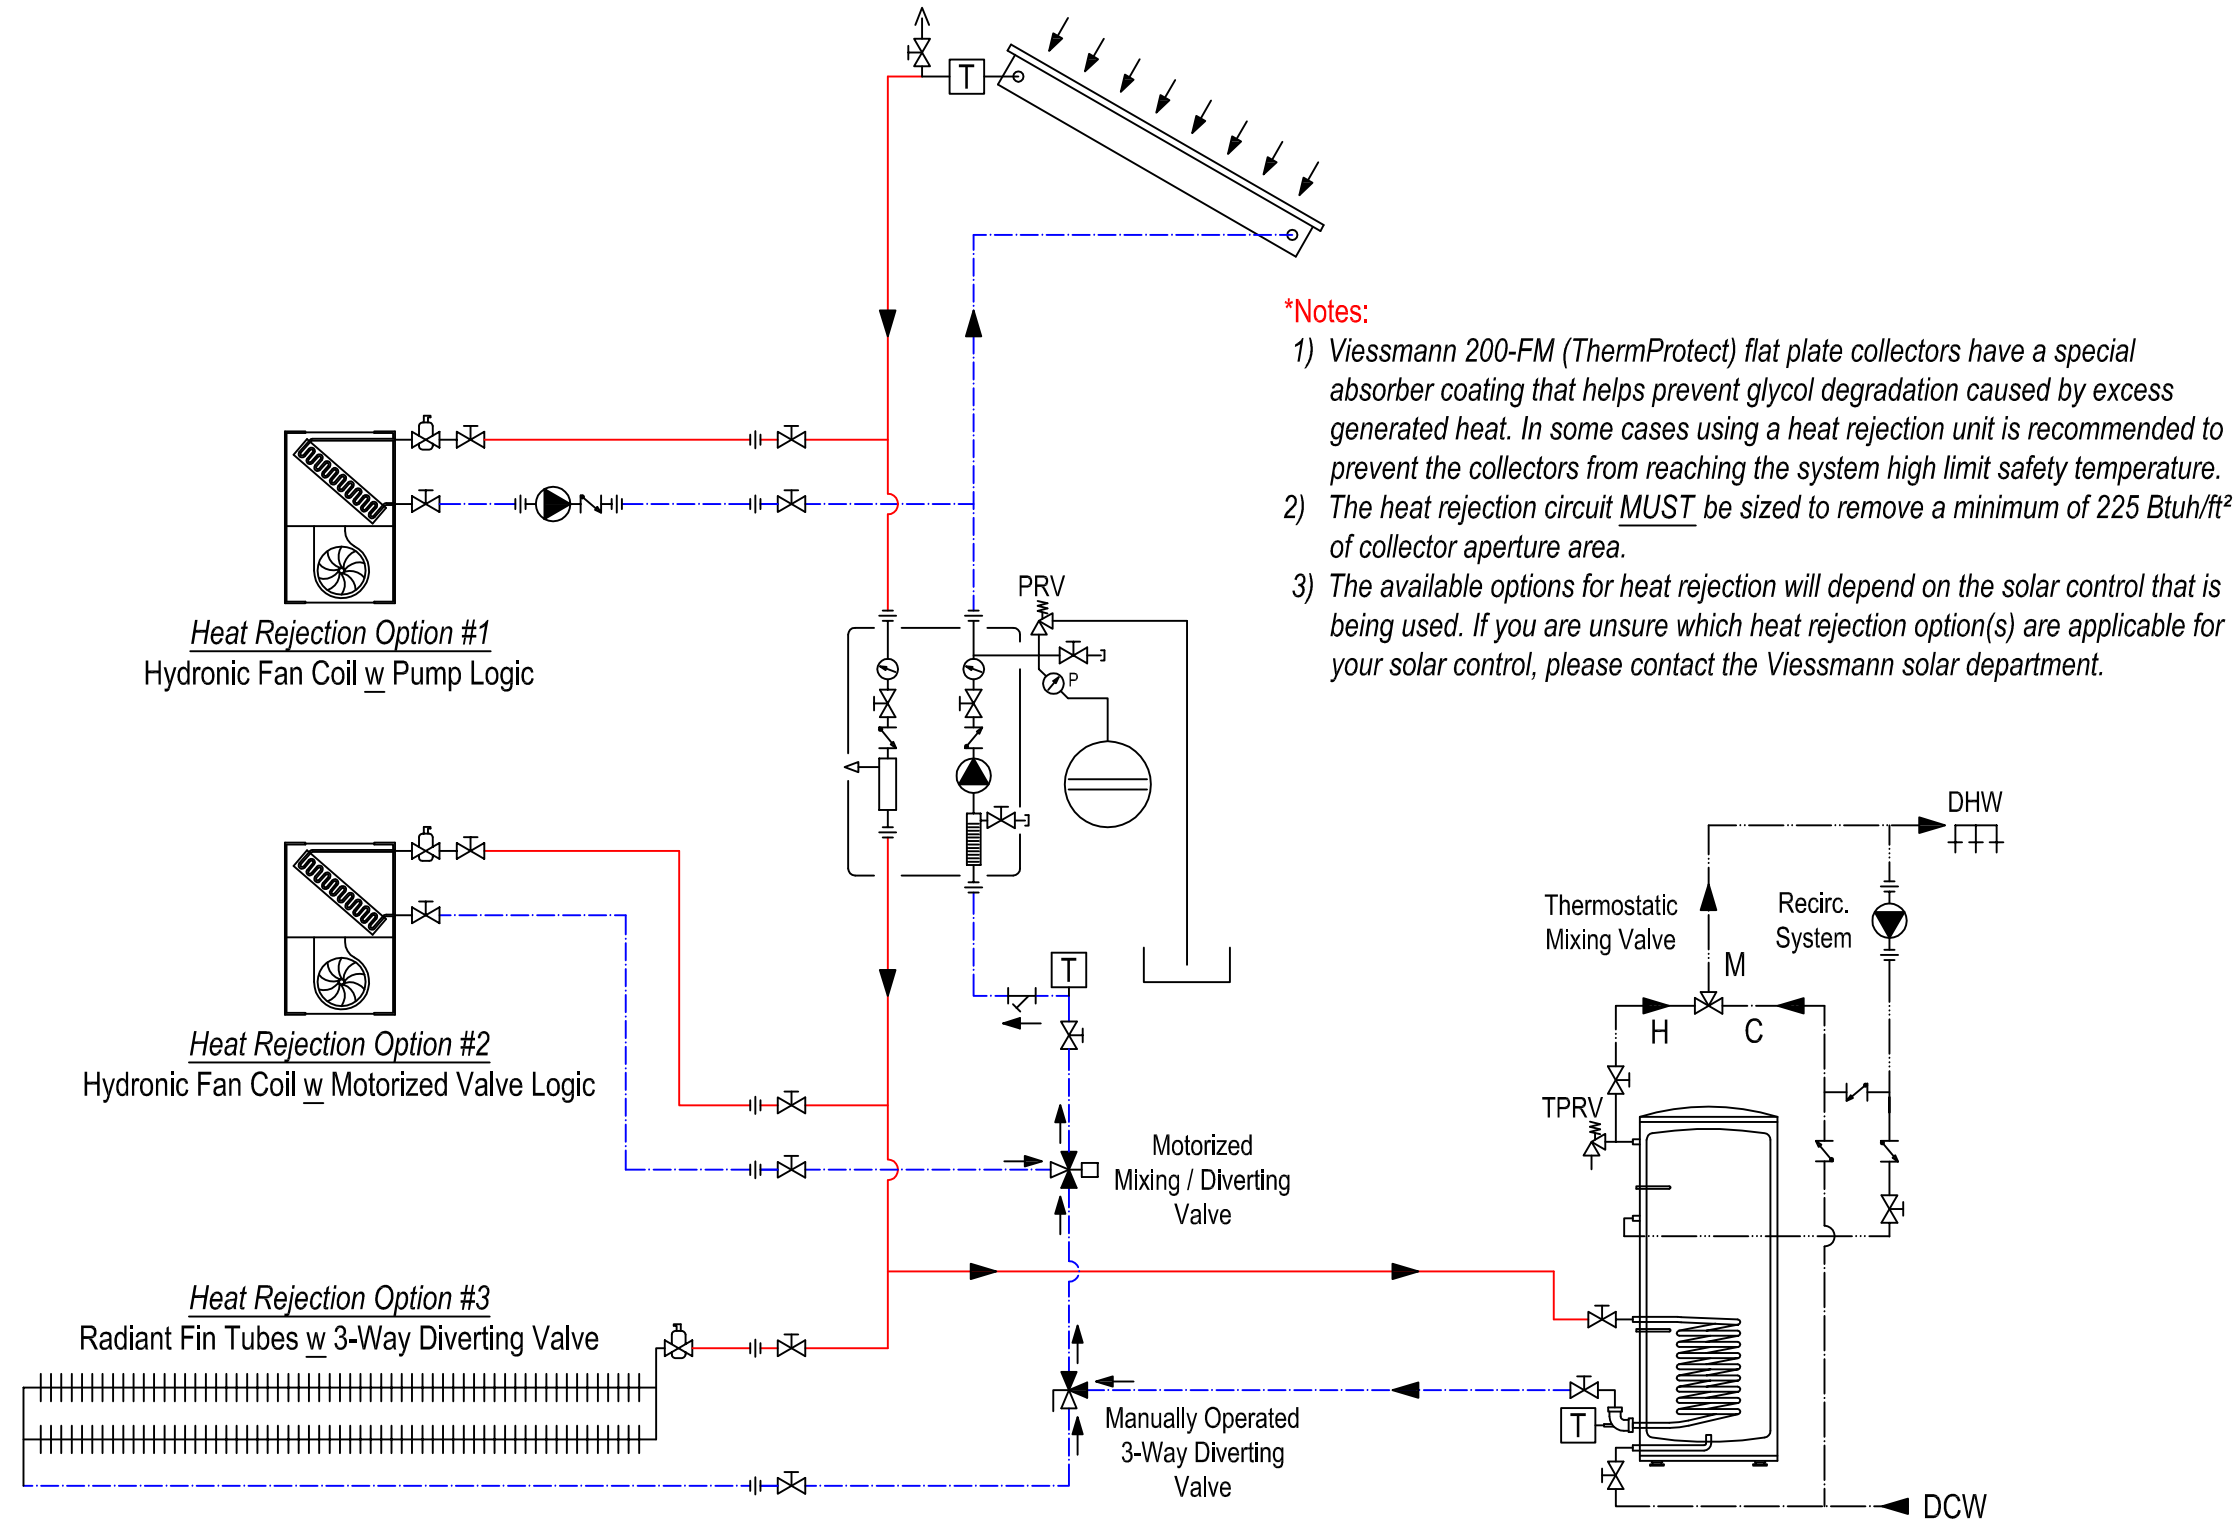 T
*Notes:
1) Viessmann 200-FM (ThermProtect) flat plate collectors have a special
absorber coating that helps prevent glycol degradation caused by excess
generated heat. In some cases using a heat rejection unit is recommended to
prevent the collectors from reaching the system high limit safety temperature.
2) The heat rejection circuit MUST be sized to remove a minimum of 225 Btuh/ft²
of collector aperture area.
3) The available options for heat rejection will depend on the solar control that is
being used. If you are unsure which heat rejection option(s) are applicable for
your solar control, please contact the Viessmann solar department.
Heat Rejection Option #1
Hydronic Fan Coil w Pump Logic
PRV
P
Heat Rejection Option #2
Hydronic Fan Coil w Motorized Valve Logic
T
Motorized
Mixing / Diverting
Valve
Heat Rejection Option #3
Radiant Fin Tubes w 3-Way Diverting Valve
Manually Operated
3-Way Diverting
Valve
DHW
Thermostatic
Mixing Valve
Recirc.
System
M
H
C
TPRV
T
DCW